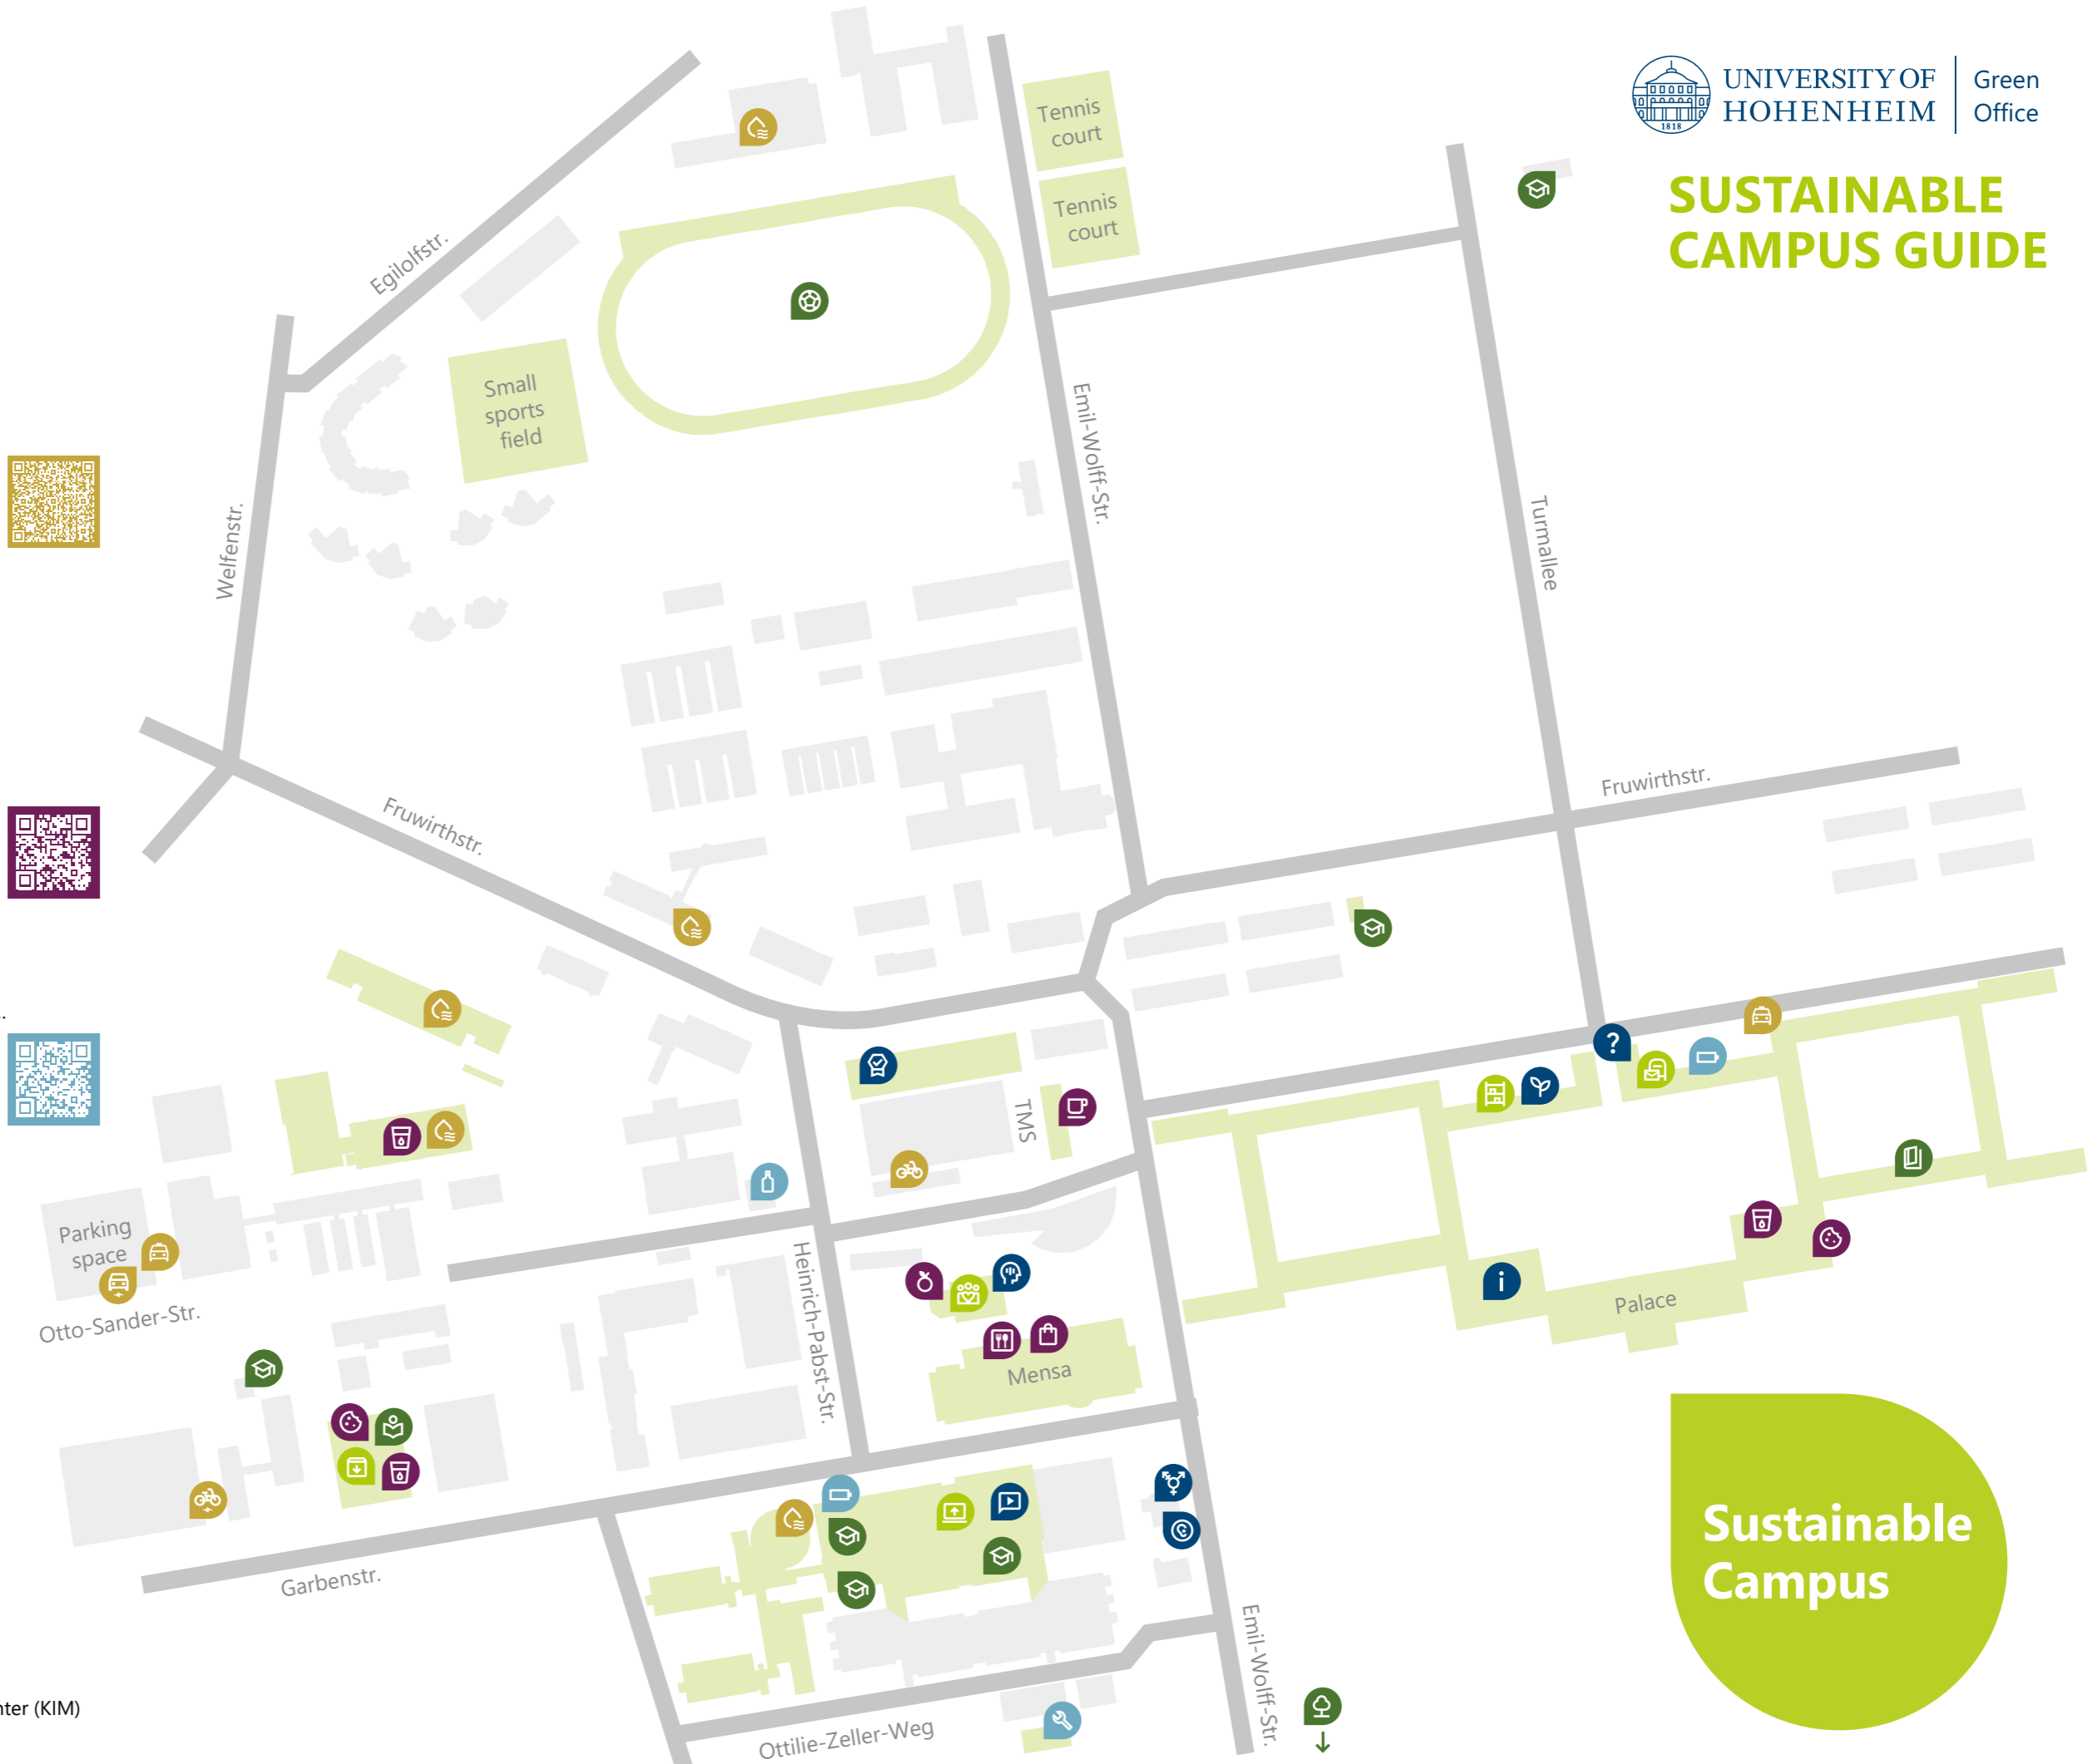 UNIVERSITY OF
HOHENHEIM
1818
Green
Office
SUSTAINABLE
CAMPUS GUIDE
Tennis
court
Tennis
court
Egilolfstr.
Small
sports
field
Emil-Wolff-Str.
Welfenstr.
Turmallee
Fruwirthstr.
Fruwirthstr.
..
?
TMS
Parking
space
Otto-Sander-Str.
Heinrich-Pabst-Str.
i
Palace
Mensa
Garbenstr.
Sustainable
Campus
Emil-Wolff-Str.
nter (KIM)
Ottilie-Zeller-Weg